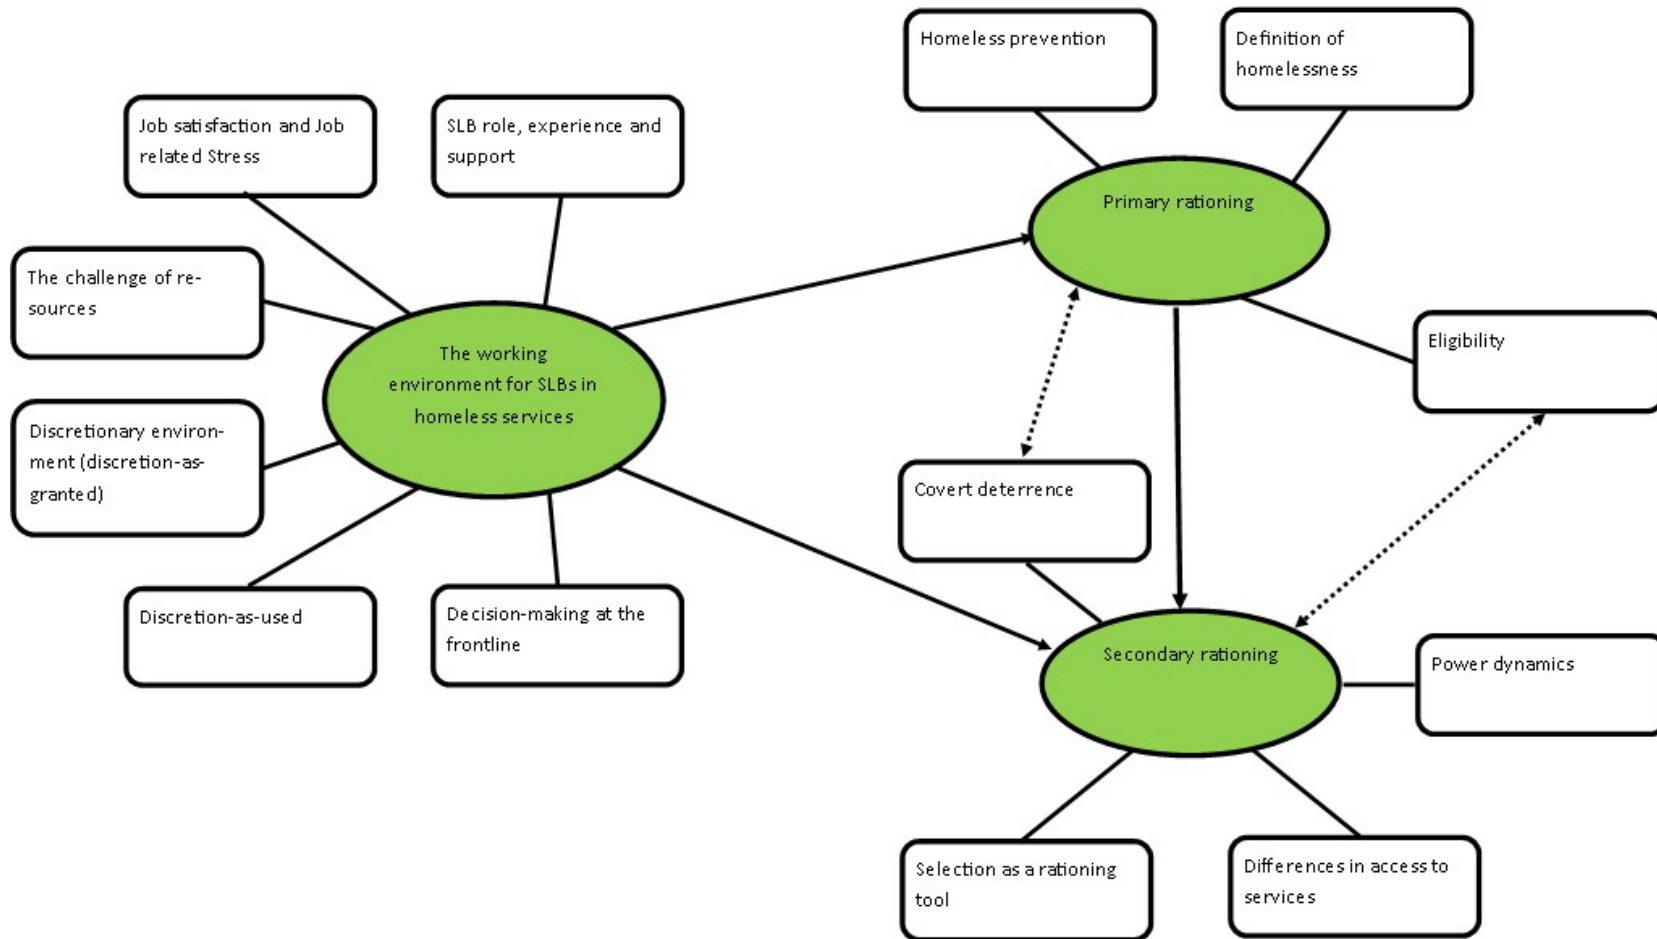 Homeless prevention
Definition of
homelessness
Job satisfaction and Job
related Stress
SLB role, experience and
support
Primary rationing
The challenge of re-
sources
Eligibility
The working
environment for SLBs in
homeless services
Discretionary environ-
ment (discretion-as-
granted)
Covert deterrence
Discretion-as-used
Decision-making at the
frontline
Secondary rationing
Power dynamics
Selection as a rationing
tool
Differences in access to
services